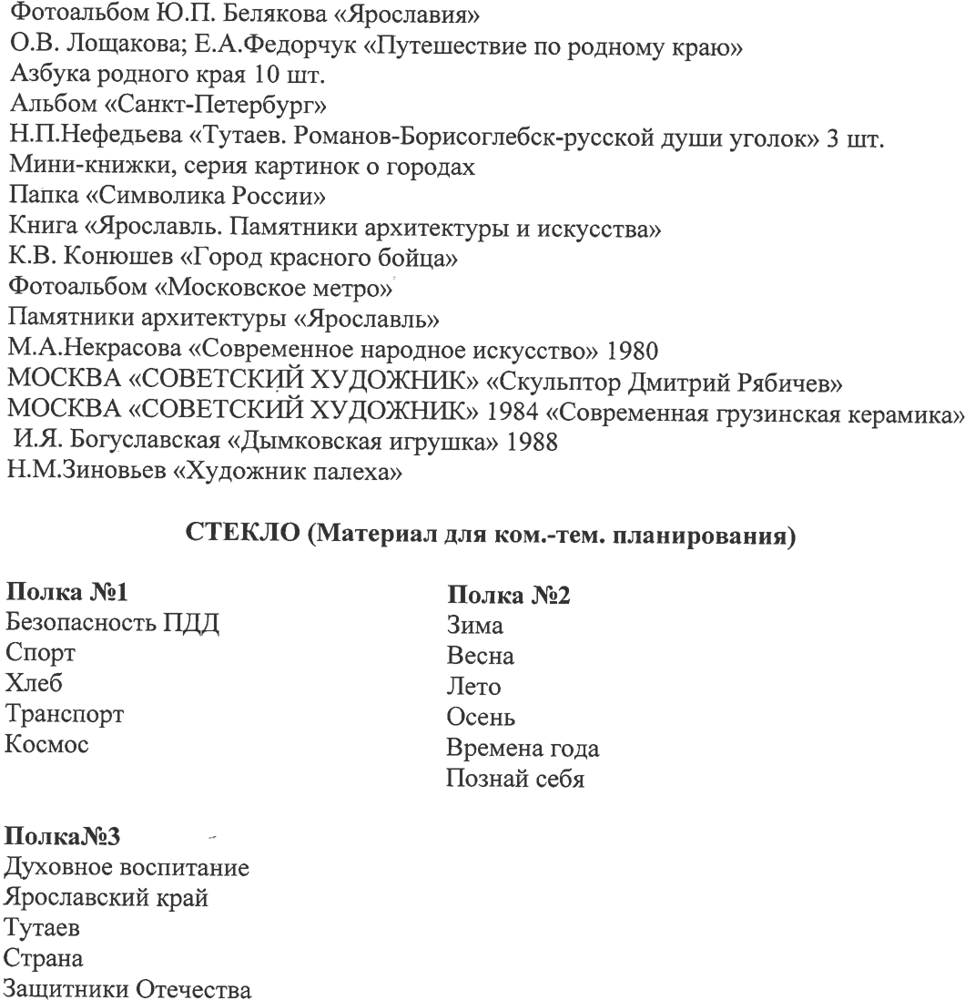 Фотоальбом Ю.П. Белякова «Ярославия»
О.В. Лощакова; Е.А.Федорчук «Путешествие по родному краю»
Азбука родного края 10 шт.
Альбом «Санкт-Петербург»
Н.П.Нефедьева «Тутаев. Романов-Борисоглебск-русской души уголок» 3 шт.
Мини-книжки, серия картинок о городах
Папка «Символика России»
Книга «Ярославль. Памятники архитектуры и искусства»
К.В. Конюшев «Город красного бойца»
Фотоальбом «Московское метро»
Памятники архитектуры «Ярославль»
М.А.Некрасова «Современное народное искусство» 1980
МОСКВА «СОВЕТСКИЙ ХУДОЖНИК» «Скульптор Дмитрий Рябичев»
МОСКВА «СОВЕТСКИЙ ХУДОЖНИК» 1984 «Современная грузинская керамика»
И.Я. Богуславская «Дымковская игрушка» 1988
Н.М.Зиновьев «Художник палеха»
СТЕКЛО (Материал для ком.-тем. планирования)
Полка №1
Безопасность ПДД
Спорт
Хлеб
Транспорт
Космос
Полка №2
Зима
Весна
Лето
Осень
Времена года
Познай себя
Полка№3
Духовное воспитание
Ярославский край
Тутаев
Страна
Защитники Отечества